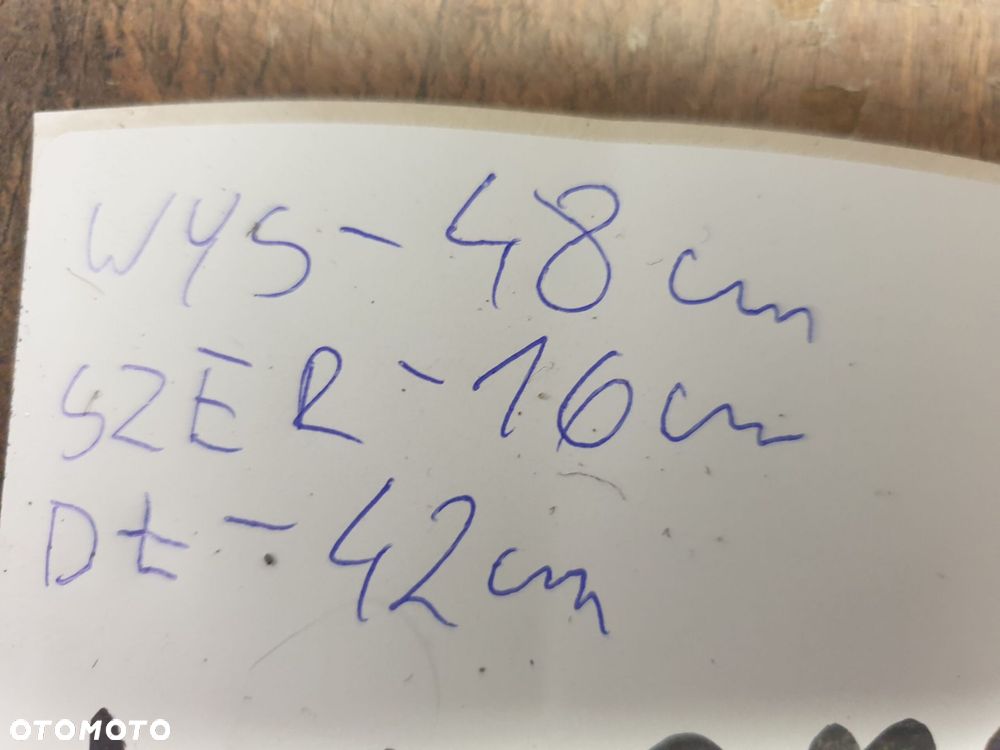 WYS - 48 cm
SZER - 16 cm
DŁ - 42 cm
OTOMOTO